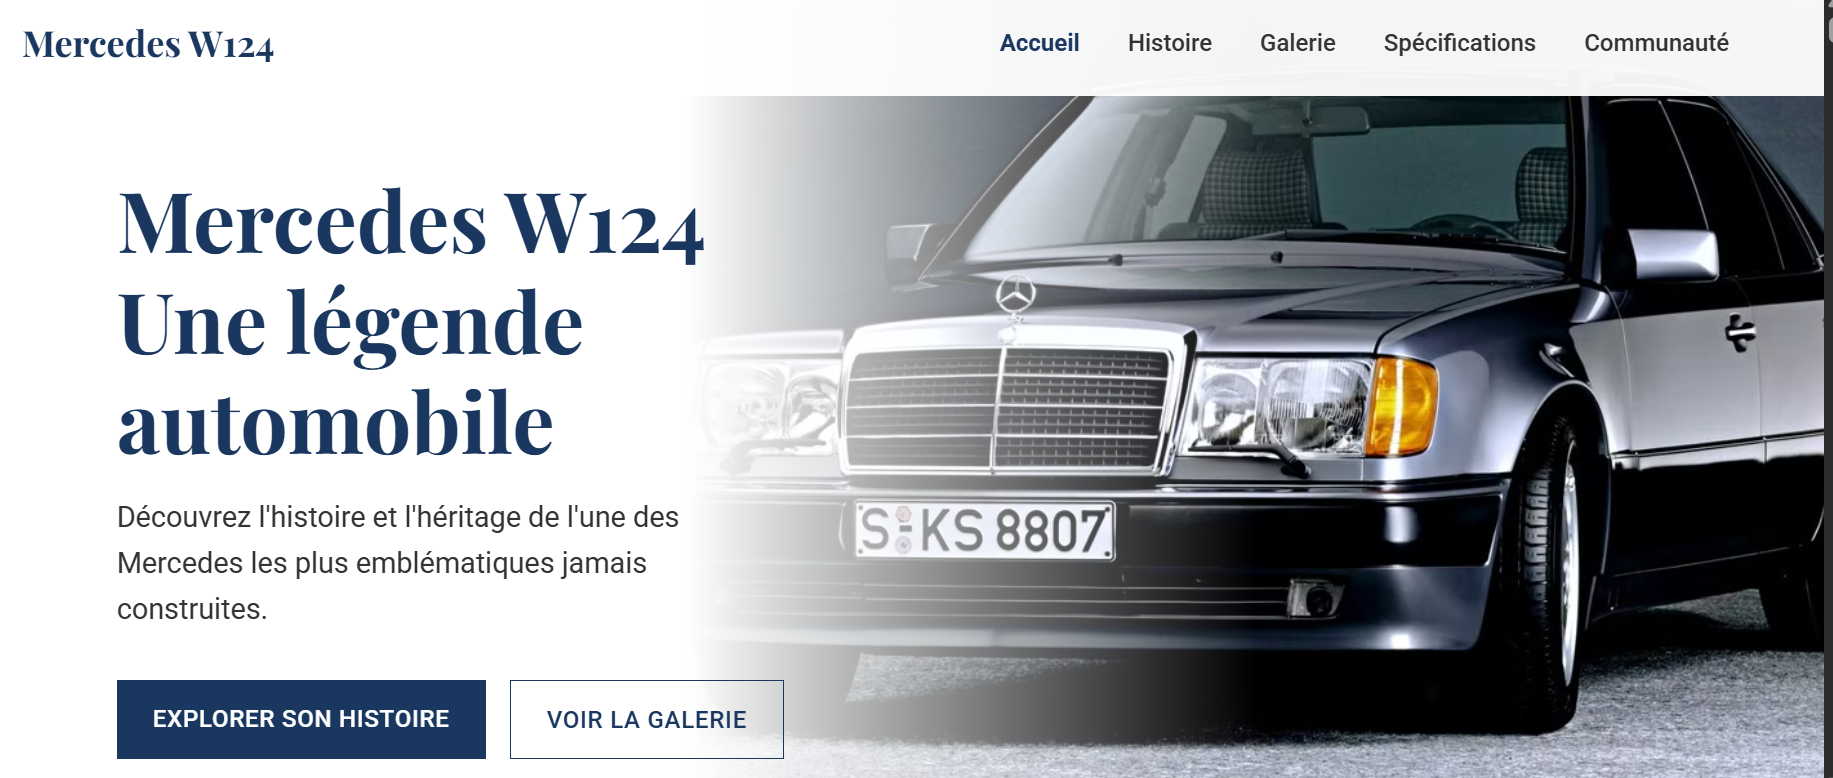 Mercedes W124
Accueil Histoire Galerie Spécifications Communauté
Mercedes W124
Une légende
automobile
Découvrez l'histoire et l'héritage de l'une des
Mercedes les plus emblématiques jamais
construites.
EXPLORER SON HISTOIRE
VOIR LA GALERIE
S KS 8807